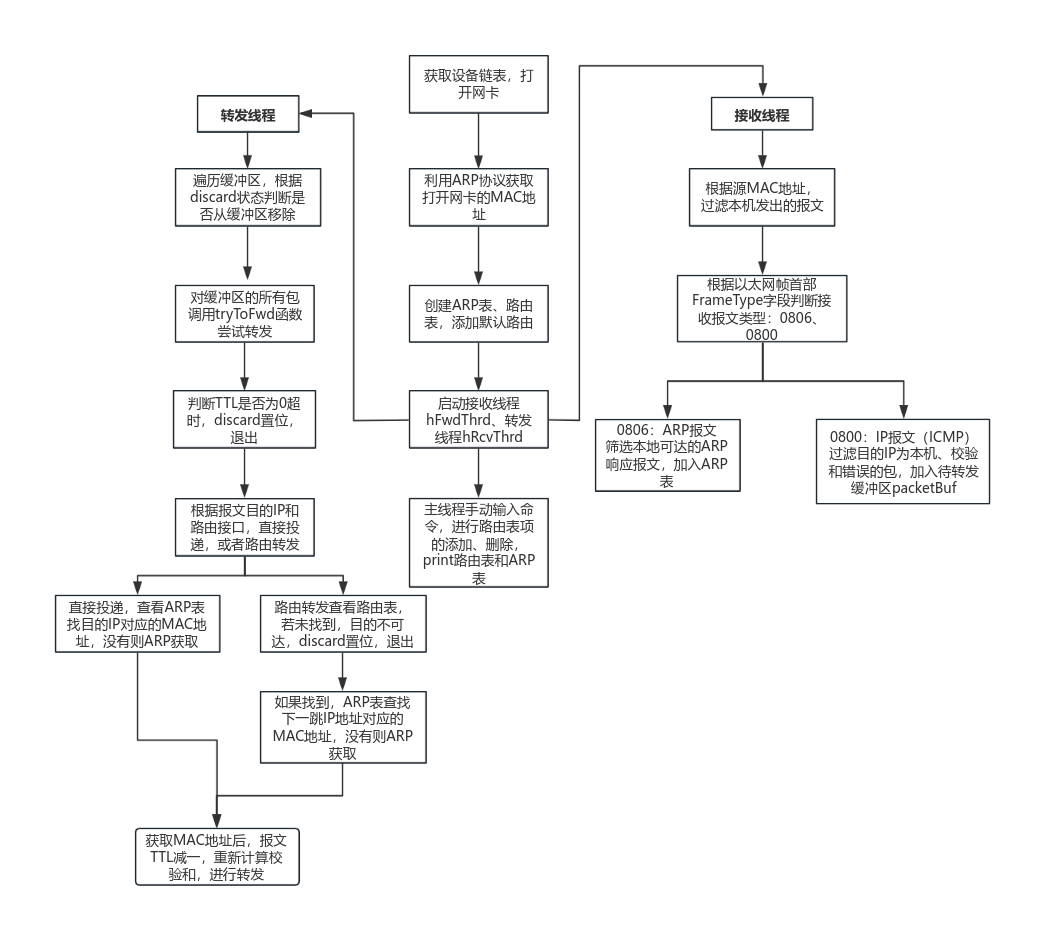 获取设备链表，打
开网卡
利用ARP协议获取
打开网卡的MAC地
址
创建ARP表、路由
表，添加默认路由
启动接收线程
hFwdThrd、转发
线程hRcvThrd
主线程手动输入命
令，进行路由表项
的添加、删除，
print路由表和ARP
表
转发线程
遍历缓冲区，根据
discard状态判断是
否从缓冲区移除
对缓冲区的所有包
调用tryToFwd函数
尝试转发
判断TTL是否为0超
时，discard置位，
退出
根据报文目的IP和
路由接口，直接投
递，或者路由转发
直接投递，查看ARP表
找目的IP对应的MAC地
址，没有则ARP获取
路由转发查看路由表，
若未找到，目的不可
达，discard置位，退出
如果找到，ARP表查找
下一跳IP地址对应的
MAC地址，没有则ARP
获取
获取MAC地址后，报文
TTL减一，重新计算校
验和，进行转发
接收线程
根据源MAC地址，
过滤本机发出的报文
根据以太网帧首部
FrameType字段判断接
收报文类型：0806、
0800
0806：ARP报文
筛选本地可达的ARP
响应报文，加入ARP
表
0800：IP报文（ICMP）
过滤目的IP为本机、校验
和错误的包，加入待转发
缓冲区packetBuf